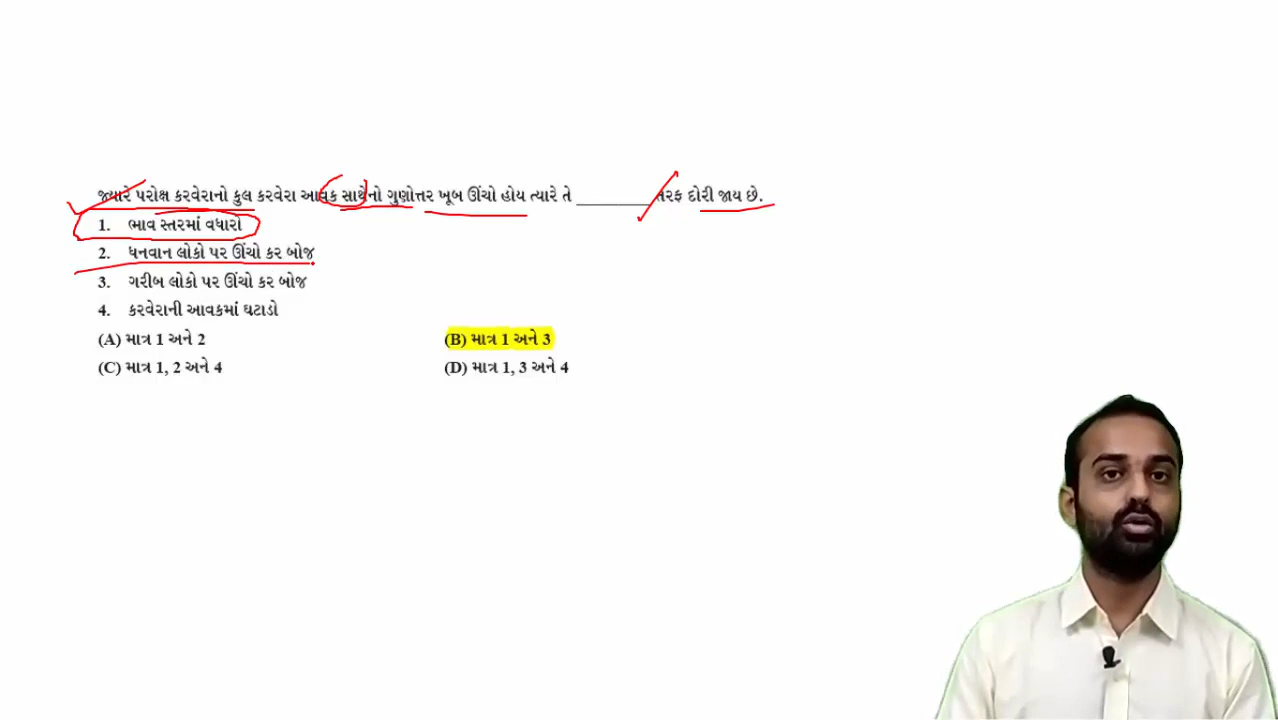 જ્યારે પરોક્ષ કરવેરાનો કુલ કરવેરા આવક સાથેનો ગુણોત્તર ખૂબ ઊંચો હોય ત્યારે તે _________ તરફ દોરી જાય છે.
1. ભાવ સ્તરમાં વધારો
2. ધનવાન લોકો પર ઊંચો કર બોજ
3. ગરીબ લોકો પર ઊંચો કર બોજ
4. કરવેરાની આવકમાં ઘટાડો
(A) માત્ર 1 અને 2 (B) માત્ર 1 અને 3
(C) માત્ર 1, 2 અને 4 (D) માત્ર 1, 3 અને 4